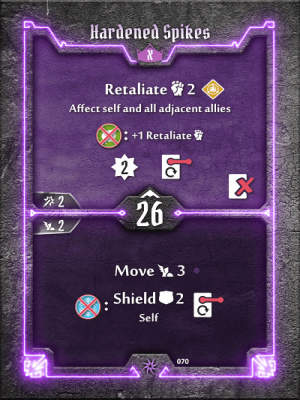 Hardened Spikes
X
Retaliate 2
Affect self and all adjacent allies
: +1 Retaliate
2
2
26
2
Move 3
: Shield 2
Self
070